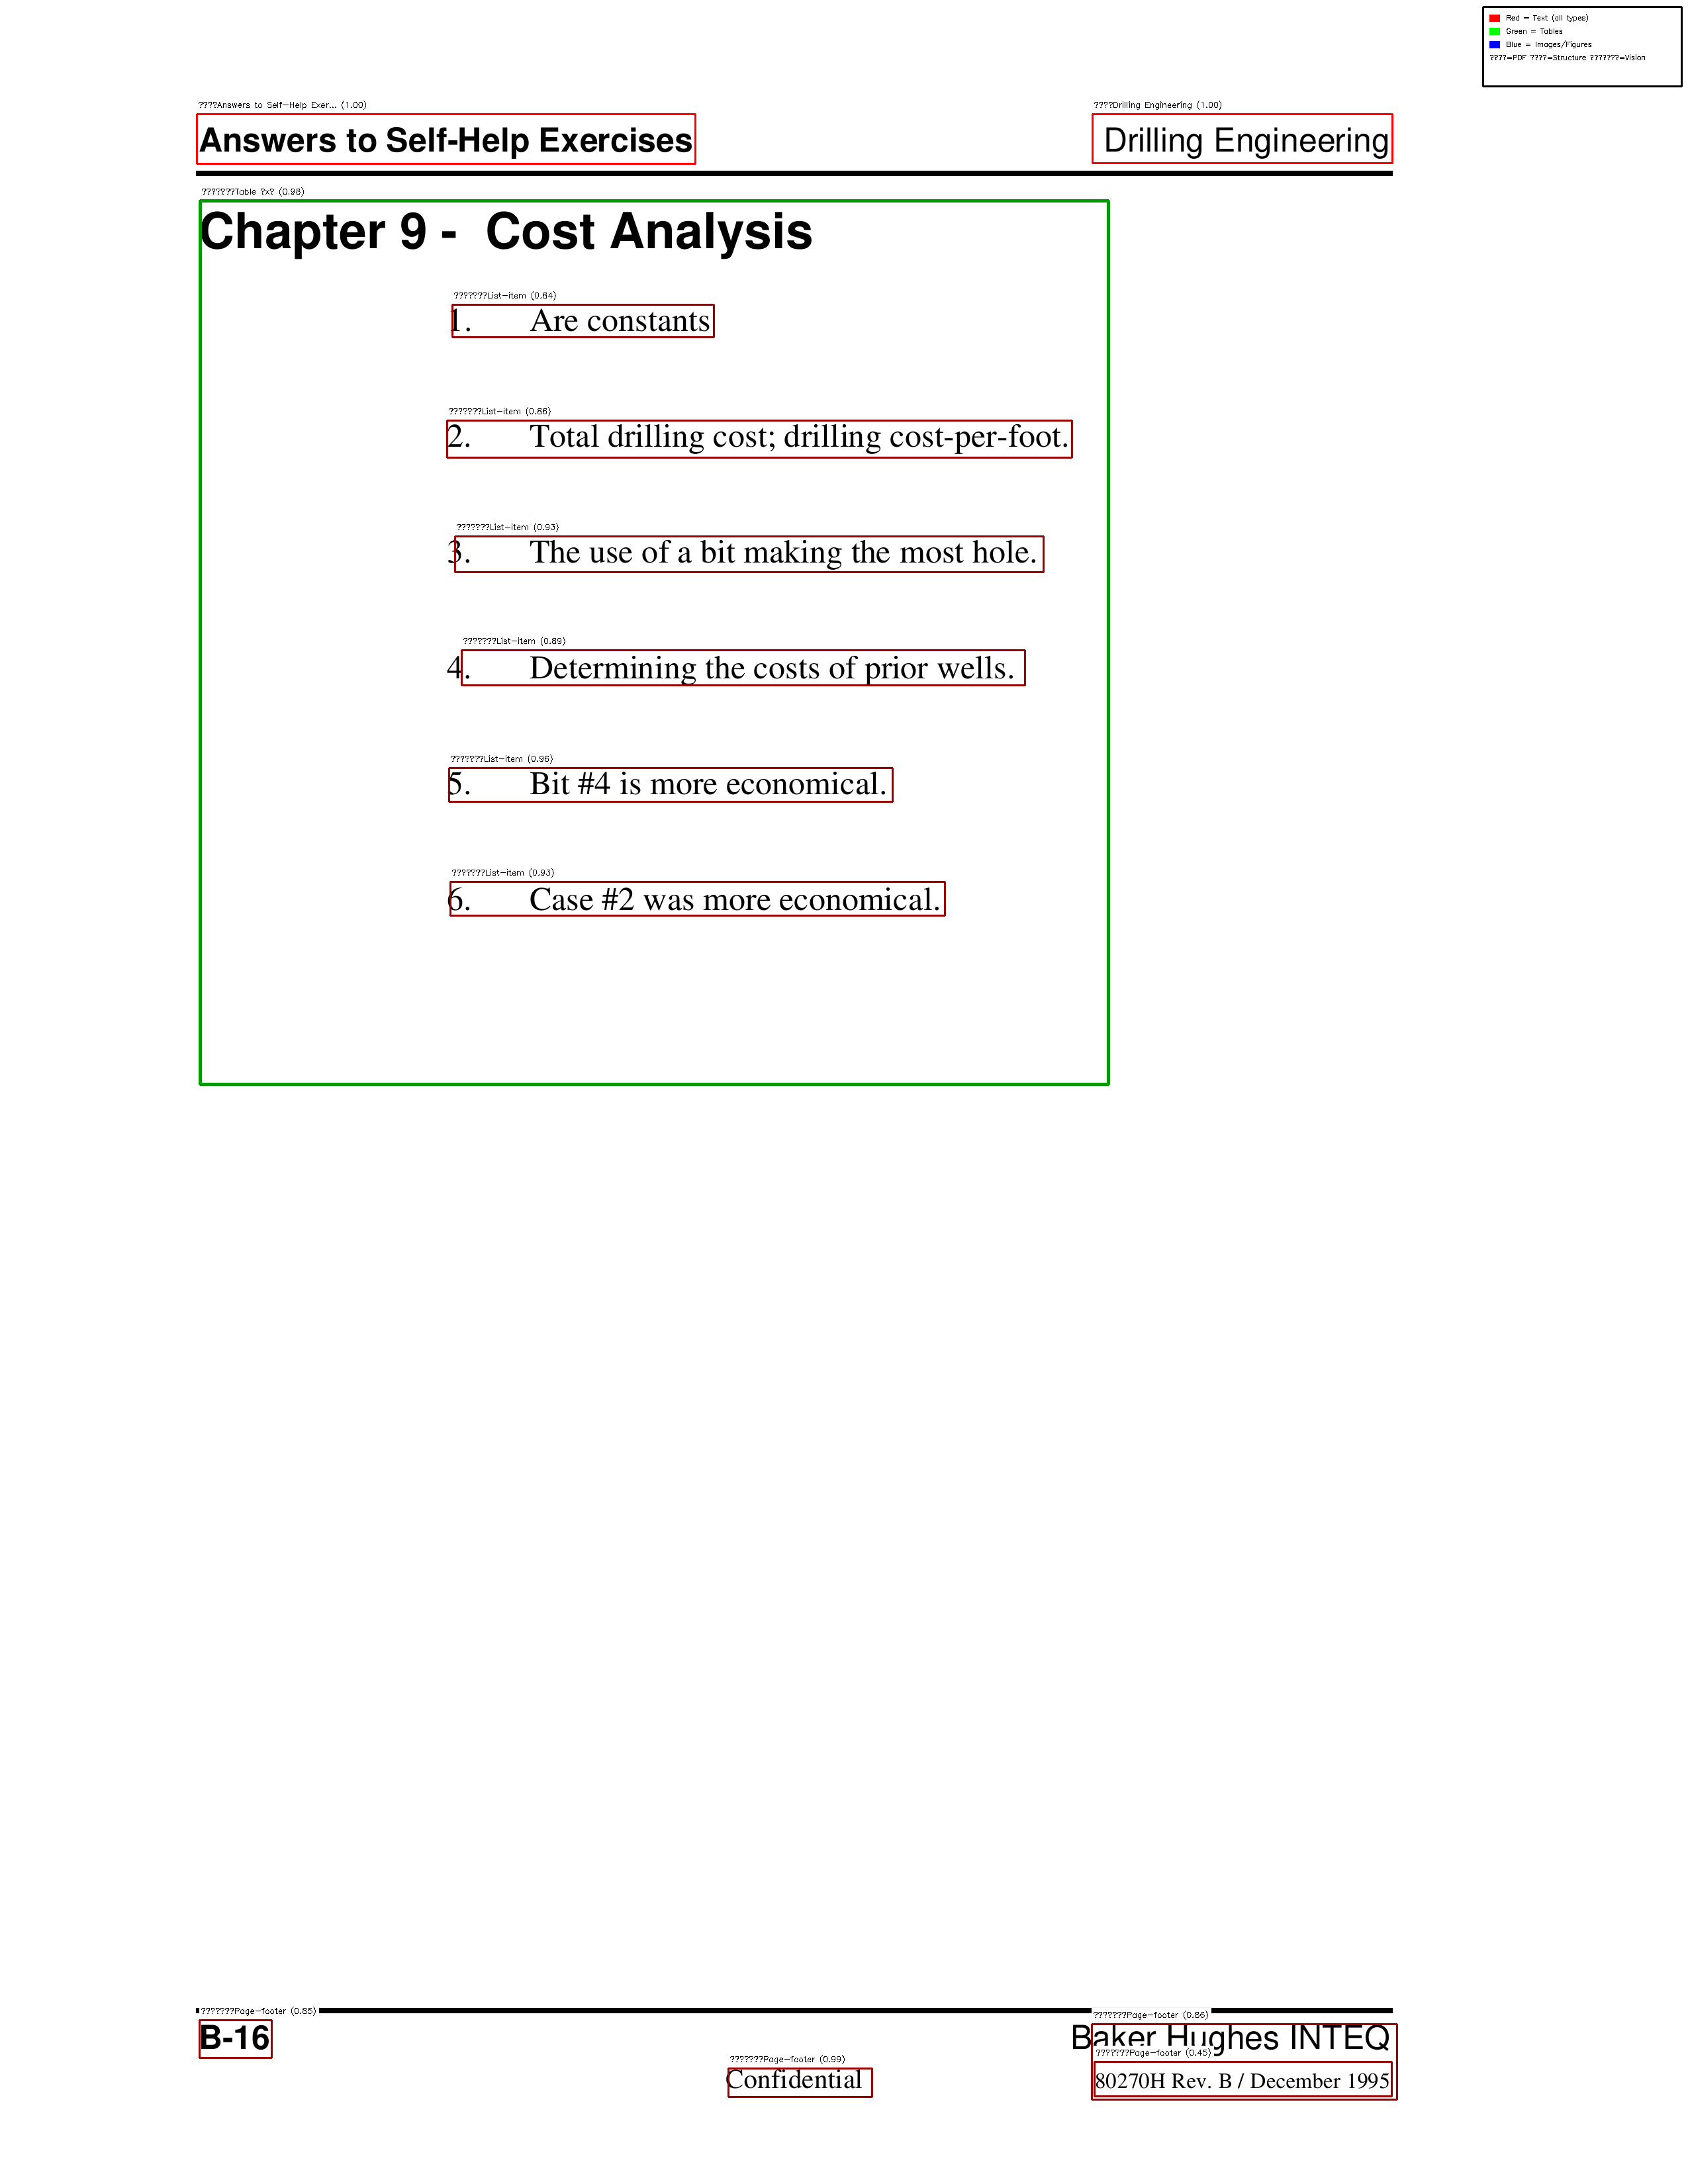 Red = Text (all types)
Green = Tables
Blue = Images/Figures
????=PDF ????=Structure ???????=Vision
????Answers to Self-Help Exer... (1.00)
????Drilling Engineering (1.00)
Answers to Self-Help Exercises
Drilling Engineering
???????Table ?x? (0.98)
Chapter 9 - Cost Analysis
???????List-item (0.84)
1. Are constants
???????List-item (0.86)
2. Total drilling cost; drilling cost-per-foot.
???????List-item (0.93)
3. The use of a bit making the most hole.
???????List-item (0.89)
4. Determining the costs of prior wells.
???????List-item (0.96)
5. Bit #4 is more economical.
???????List-item (0.93)
6. Case #2 was more economical.
???????Page-footer (0.85)
???????Page-footer (0.86)
B-16
Baker Hughes INTEQ
???????Page-footer (0.45)
???????Page-footer (0.99)
Confidential
80270H Rev. B / December 1995